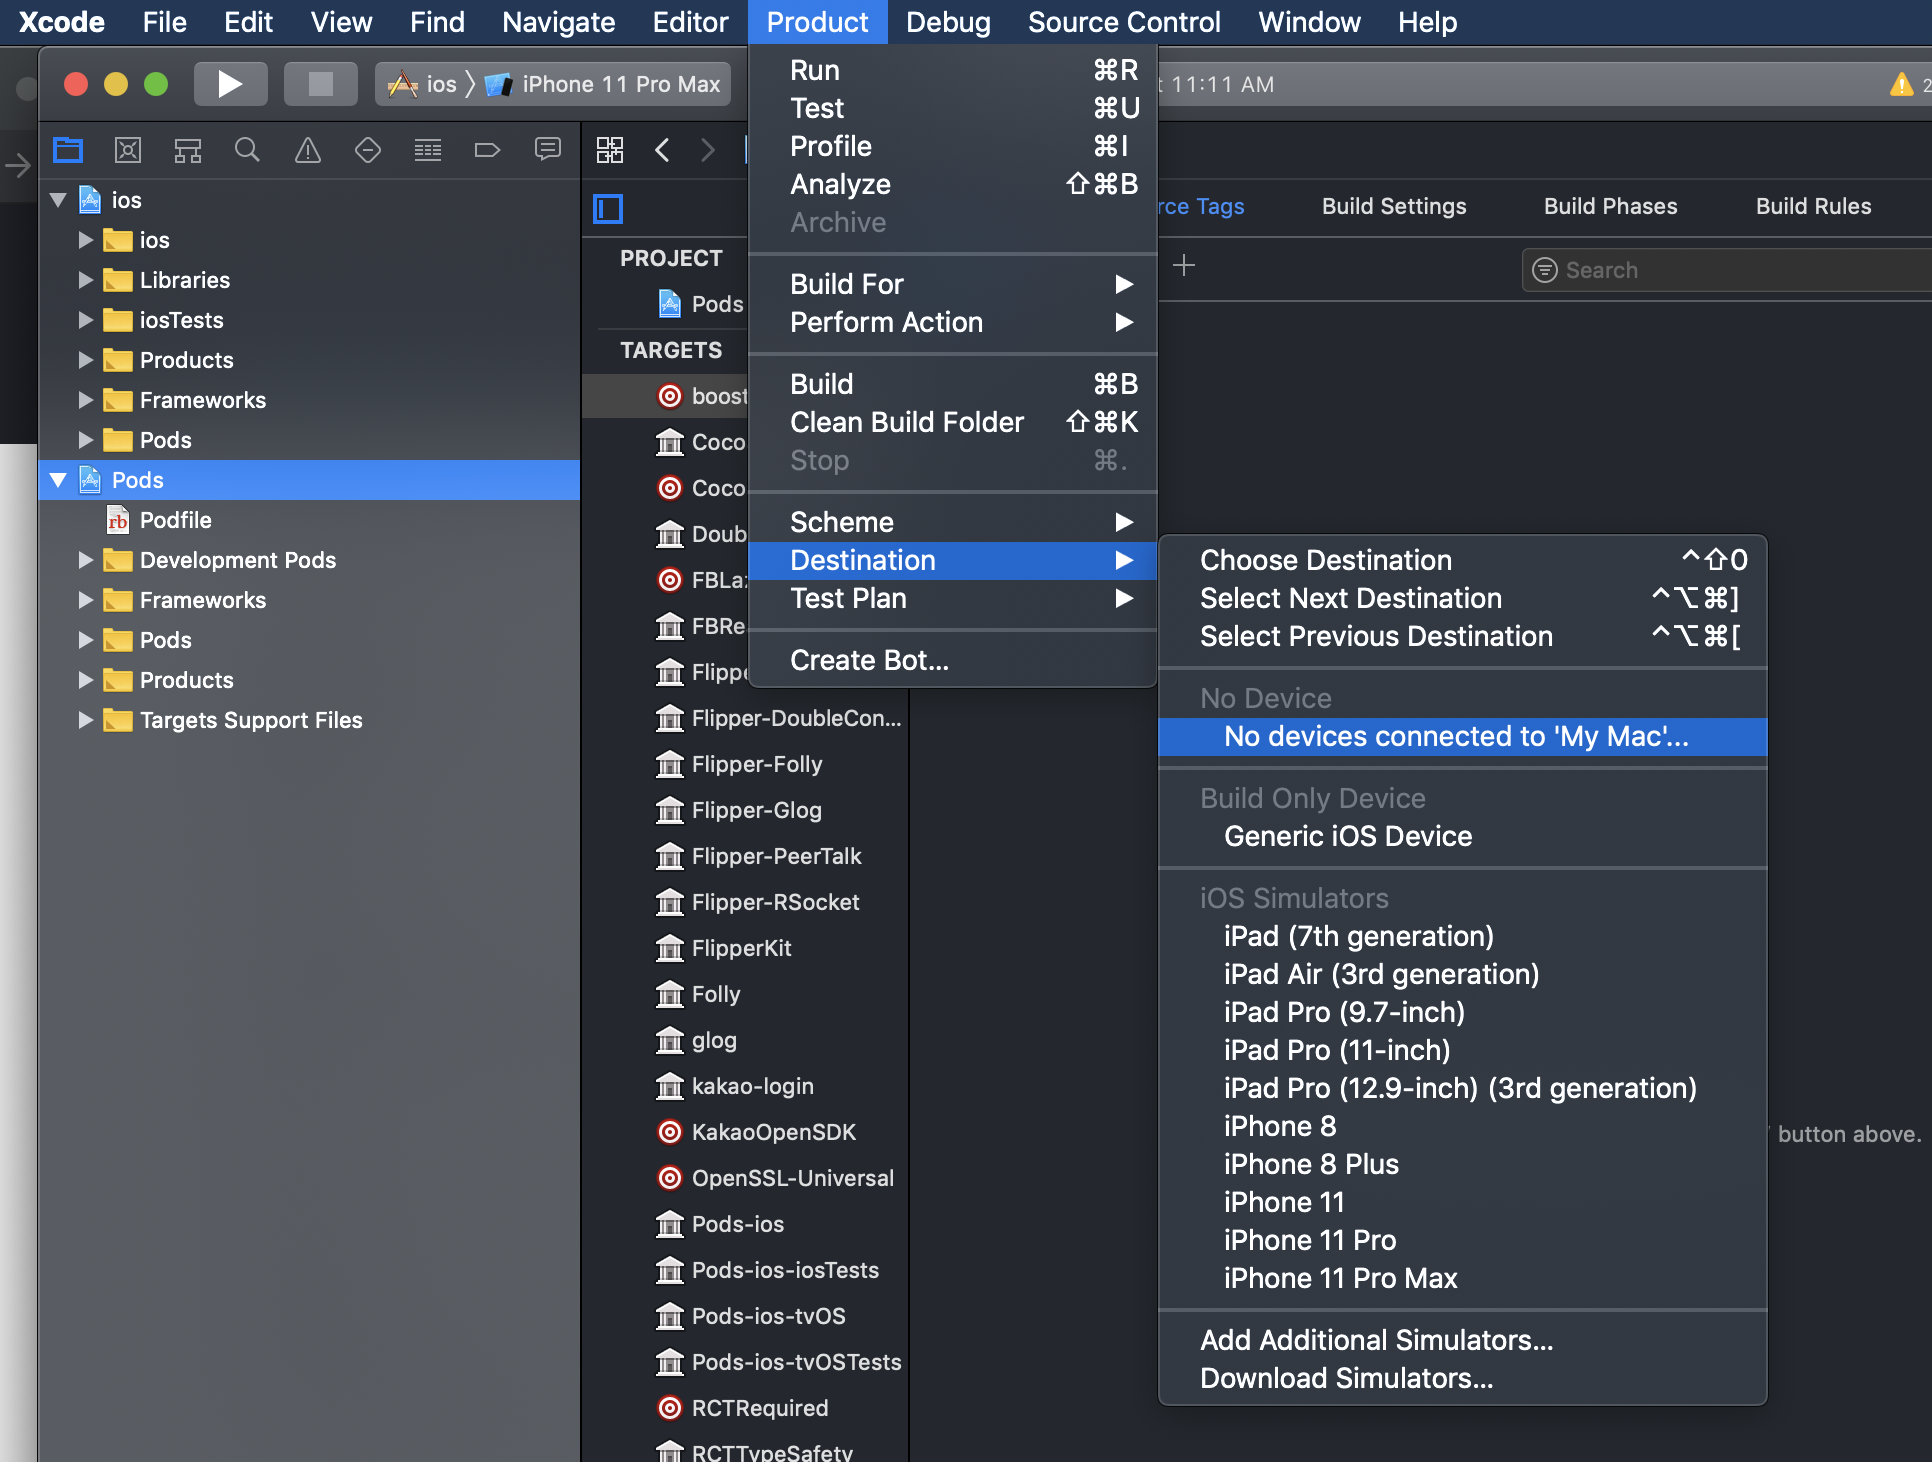 Xcode File Edit View Find Navigate Editor Product Debug Source Control Window Help
ios iPhone 11 Pro Max
11:11 AM
2
ios
ios
Libraries
iosTests
Products
Frameworks
Pods
Pods
Podfile
Development Pods
Frameworks
Pods
Products
Targets Support Files
PROJECT
Pods
TARGETS
boost
Coco
Coco
Doub
FBLaz
FBRe
Flippe
Flipper-DoubleCon...
Flipper-Folly
Flipper-Glog
Flipper-PeerTalk
Flipper-RSocket
FlipperKit
Folly
glog
kakao-login
KakaoOpenSDK
OpenSSL-Universal
Pods-ios
Pods-ios-iosTests
Pods-ios-tvOS
Pods-ios-tvOSTests
RCTRequired
RCTTypeSafety
Run ⌘R
Test ⌘U
Profile ⌘I
Analyze ⇧⌘B
Archive
Build For
Perform Action
Build ⌘B
Clean Build Folder ⇧⌘K
Stop ⌘.
Scheme
Destination
Test Plan
Create Bot...
rce Tags Build Settings Build Phases Build Rules
Search
Choose Destination ^⇧0
Select Next Destination ^⌥⌘]
Select Previous Destination ^⌥⌘[
No Device
No devices connected to 'My Mac'...
Build Only Device
Generic iOS Device
iOS Simulators
iPad (7th generation)
iPad Air (3rd generation)
iPad Pro (9.7-inch)
iPad Pro (11-inch)
iPad Pro (12.9-inch) (3rd generation)
iPhone 8
iPhone 8 Plus
iPhone 11
iPhone 11 Pro
iPhone 11 Pro Max
Add Additional Simulators...
Download Simulators...
button above.